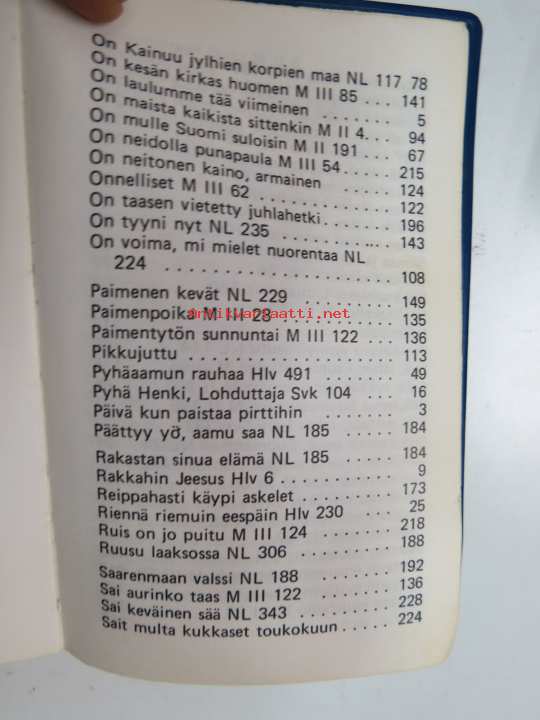 On Kainuu jylhien korpien maa NL 117 78
On kesän kirkas huomen M III 85 . . . 141
On laulumme tää viimeinen . . . . . . . 5
On maista kaikista sittenkin M II 4. . . 94
On mulle Suomi suloisin M II 191 . . . . 67
On neidolla punapaula M III 54 . . . . . 215
On neitonen kaino, armainen . . . . . . 124
Onnelliset M III 62 . . . . . . . . . . . . 122
On taasen vietetty juhlahetki . . . . . . . 196
On tyyni nyt NL 235 . . . . . . . . . . . 143
On voima, mi mielet nuorentaa NL
224 . . . . . . . . . . . . . . . . . . . 108
Paimenen kevät NL 229 . . . . . . . . . 149
Paimenpoika M III 28 . . . . . . . . . . 135
Paimentytön sunnuntai M III 122 . . . . 136
Pikkujuttu . . . . . . . . . . . . . . . . . 113
Pyhäaamun rauhaa Hlv 491 . . . . . . . 49
Pyhä Henki, Lohduttaja Svk 104 . . . . 16
Päivä kun paistaa pirttihin . . . . . . . 3
Päättyy yö, aamu saa NL 185 . . . . . 184
Rakastan sinua elämä NL 185 . . . . . 184
Rakkahin Jeesus Hlv 6 . . . . . . . . . . 9
Reippahasti käypi askelet . . . . . . . . 173
Riennä riemuin eespäin Hlv 230 . . . . 25
Ruis on jo puitu M III 124 . . . . . . . 218
Ruusu laaksossa NL 306 . . . . . . . . . 188
Saarenmaan valssi NL 188 . . . . . . . . 192
Sai aurinko taas M III 122 . . . . . . . . 136
Sai keväinen sää NL 343 . . . . . . . . . 228
Sait multa kukkaset toukokuun . . . . . 224
antikvariaatti.net